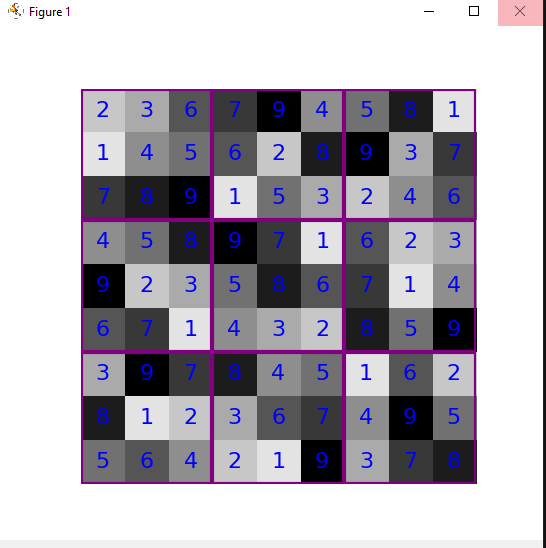 Figure 1
2 3 6 7 9 4 5 8 1
1 4 5 6 2 8 9 3 7
7 8 9 1 5 3 2 4 6
4 5 8 9 7 1 6 2 3
9 2 3 5 8 6 7 1 4
6 7 1 4 3 2 8 5 9
3 9 7 8 4 5 1 6 2
8 1 2 3 6 7 4 9 5
5 6 4 2 1 9 3 7 8